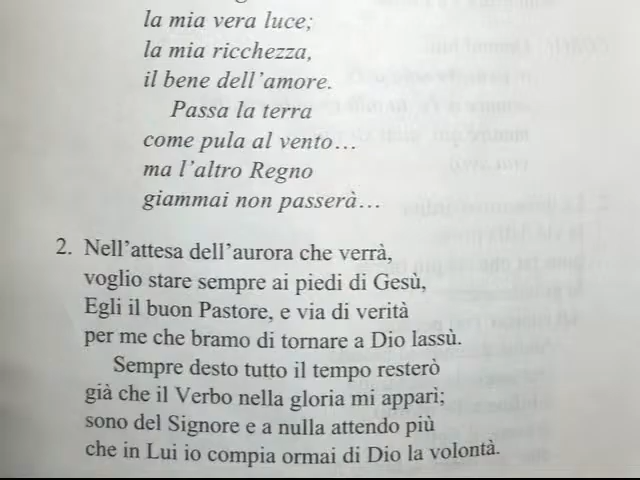 la mia vera luce;
la mia ricchezza,
il bene dell'amore.
Passa la terra
come pula al vento...
ma l'altro Regno
giammai non passerà...
2. Nell'attesa dell'aurora che verrà,
voglio stare sempre ai piedi di Gesù,
Egli il buon Pastore, e via di verità
per me che bramo di tornare a Dio lassù.
Sempre desto tutto il tempo resterò
già che il Verbo nella gloria mi apparì;
sono del Signore e a nulla attendo più
che in Lui io compia ormai di Dio la volontà.